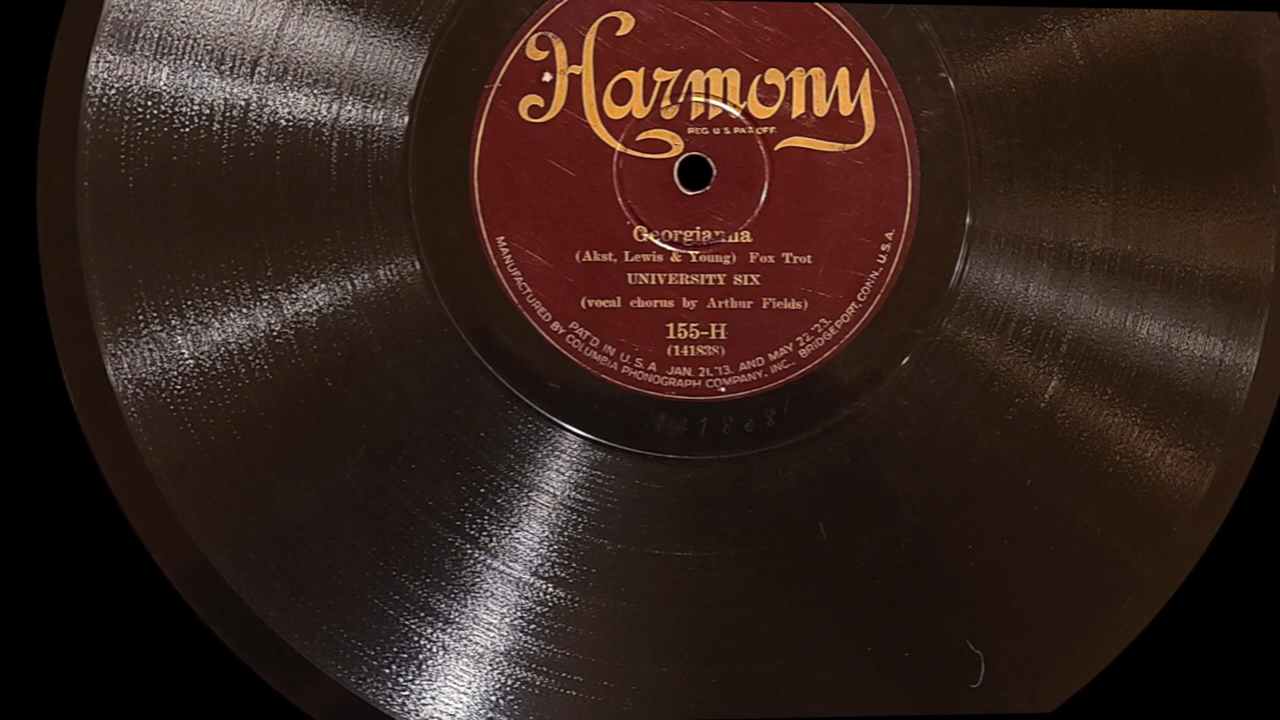 Harmony
REG. U.S. PAT. OFF.
Georgianna
(Akst, Lewis & Young) Fox Trot
UNIVERSITY SIX
(vocal chorus by Arthur Fields)
155-H
(141838)
PAT'D. IN U.S.A. JAN. 21, '13. AND MAY 22, '23.
MANUFACTURED BY COLUMBIA PHONOGRAPH COMPANY, INC., BRIDGEPORT, CONN. U.S.A.